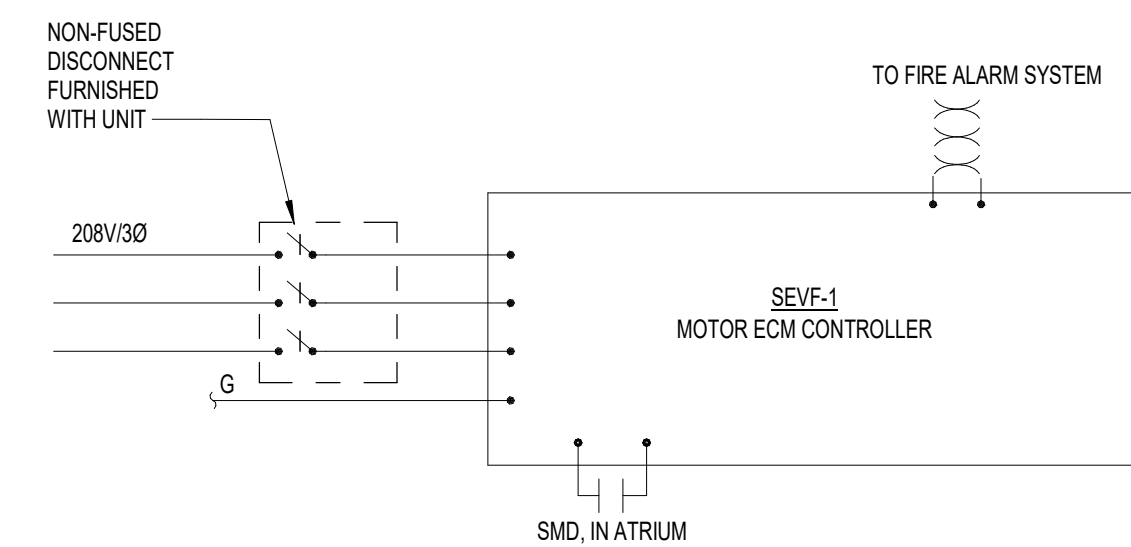 NON-FUSED
DISCONNECT
FURNISHED
WITH UNIT
TO FIRE ALARM SYSTEM
208V/3Ø
SEVF-1
MOTOR ECM CONTROLLER
G
SMD, IN ATRIUM